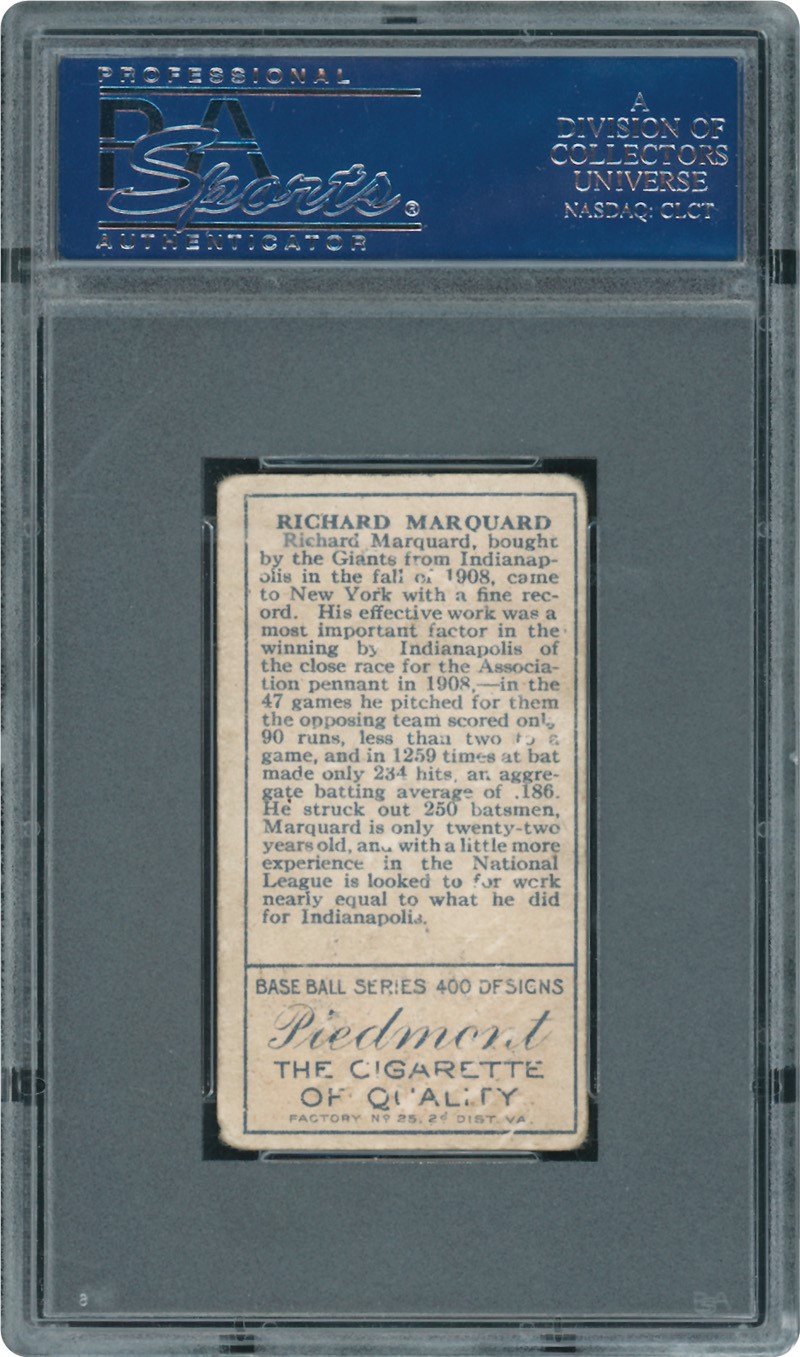 PROFESSIONAL
PSA
Sports®
AUTHENTICATOR
A
DIVISION OF
COLLECTORS
UNIVERSE
NASDAQ: CLCT
RICHARD MARQUARD
Richard Marquard, bought
by the Giants from Indianap-
olis in the fall of 1908, came
to New York with a fine rec-
ord. His effective work was a
most important factor in the
winning by Indianapolis of
the close race for the Associa-
tion pennant in 1908,—in the
47 games he pitched for them
the opposing team scored only
90 runs, less than two to a
game, and in 1259 times at bat
made only 234 hits, an aggre-
gate batting average of .186.
He struck out 250 batsmen,
Marquard is only twenty-two
years old, and with a little more
experience in the National
League is looked to for work
nearly equal to what he did
for Indianapolis.
BASE BALL SERIES 400 DESIGNS
Piedmont
THE CIGARETTE
OF QUALITY
FACTORY Nº 25, 2d DIST. VA.
8
PSA